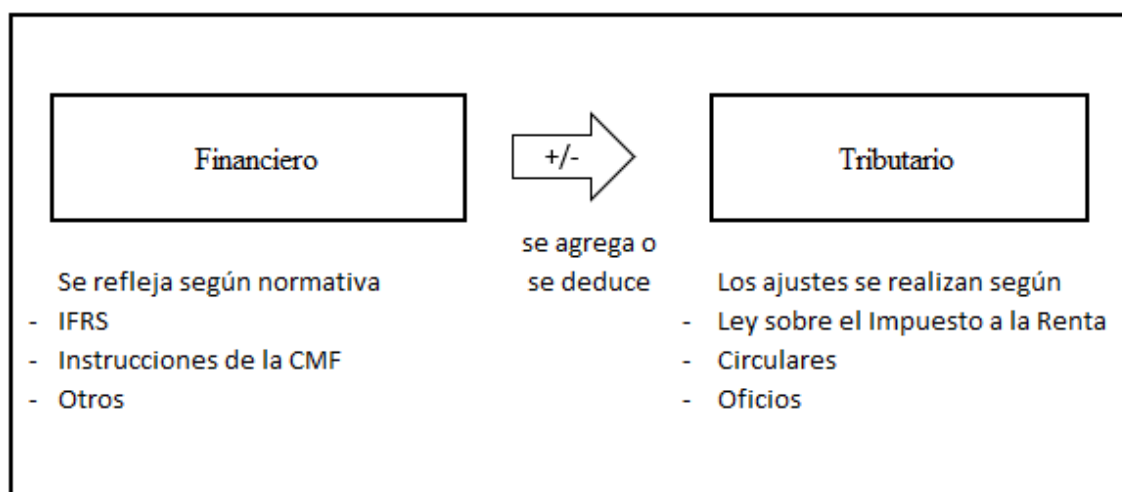 Financiero
+/-
Tributario
se agrega o
se deduce
Se refleja según normativa
- IFRS
- Instrucciones de la CMF
- Otros
Los ajustes se realizan según
- Ley sobre el Impuesto a la Renta
- Circulares
- Oficios